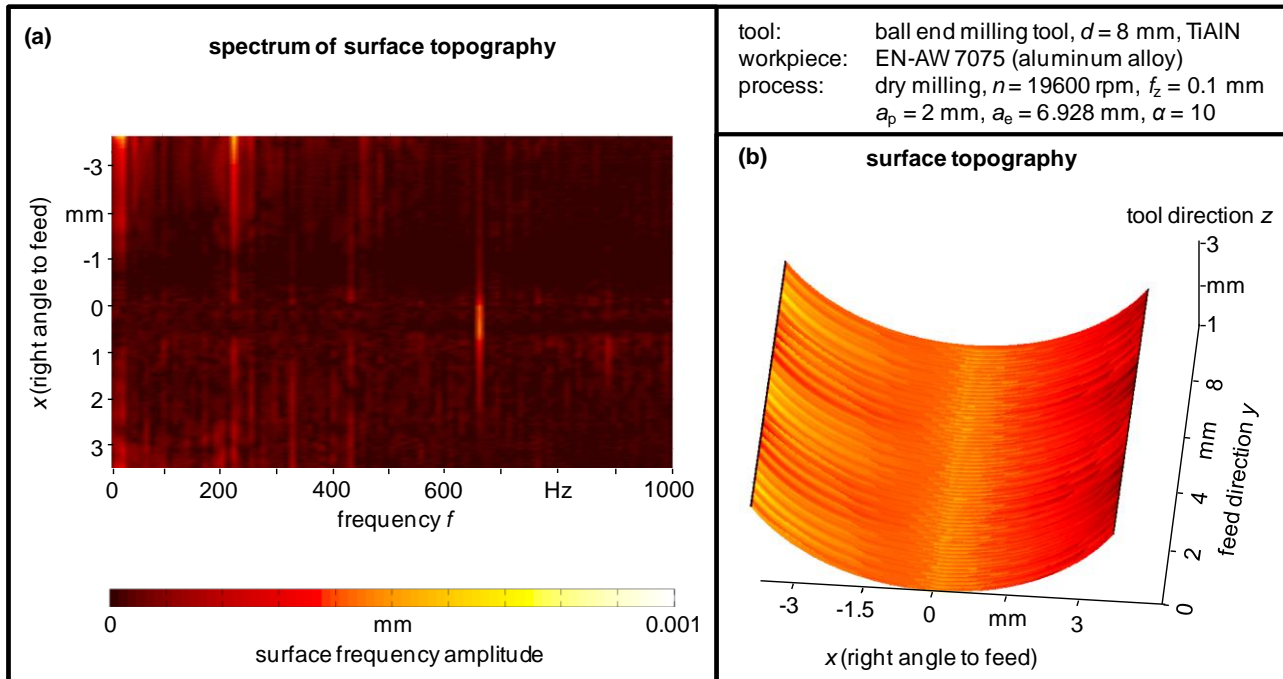 (a)
spectrum of surface topography
-3
mm
-1
0
1
2
3
x (right angle to feed)
0 200 400 600 Hz 1000
frequency f
0 mm 0.001
surface frequency amplitude
tool: ball end milling tool, d = 8 mm, TiAlN
workpiece: EN-AW 7075 (aluminum alloy)
process: dry milling, n = 19600 rpm, fz = 0.1 mm
ap = 2 mm, ae = 6.928 mm, α = 10
(b)
surface topography
tool direction z
-3
-mm
-1
8
mm
4
2
0
feed direction y
-3 -1.5 0 mm 3
x (right angle to feed)